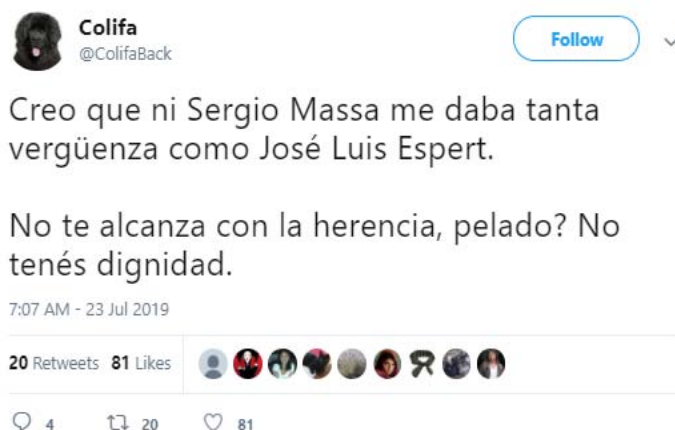 Colifa
@ColifaBack
Follow
Creo que ni Sergio Massa me daba tanta
vergüenza como José Luis Espert.
No te alcanza con la herencia, pelado? No
tenés dignidad.
7:07 AM - 23 Jul 2019
20 Retweets 81 Likes
4 20 81